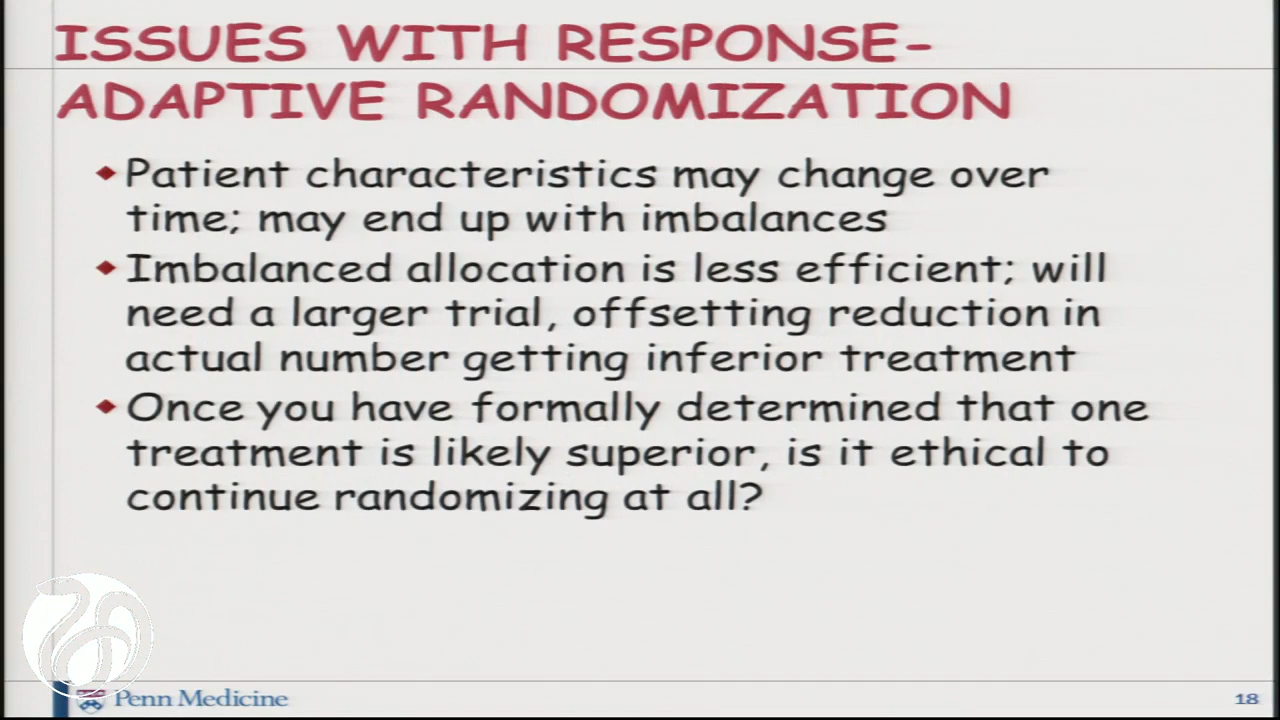 ISSUES WITH RESPONSE-
ADAPTIVE RANDOMIZATION
Patient characteristics may change over
time; may end up with imbalances
Imbalanced allocation is less efficient; will
need a larger trial, offsetting reduction in
actual number getting inferior treatment
Once you have formally determined that one
treatment is likely superior, is it ethical to
continue randomizing at all?
Penn Medicine
18